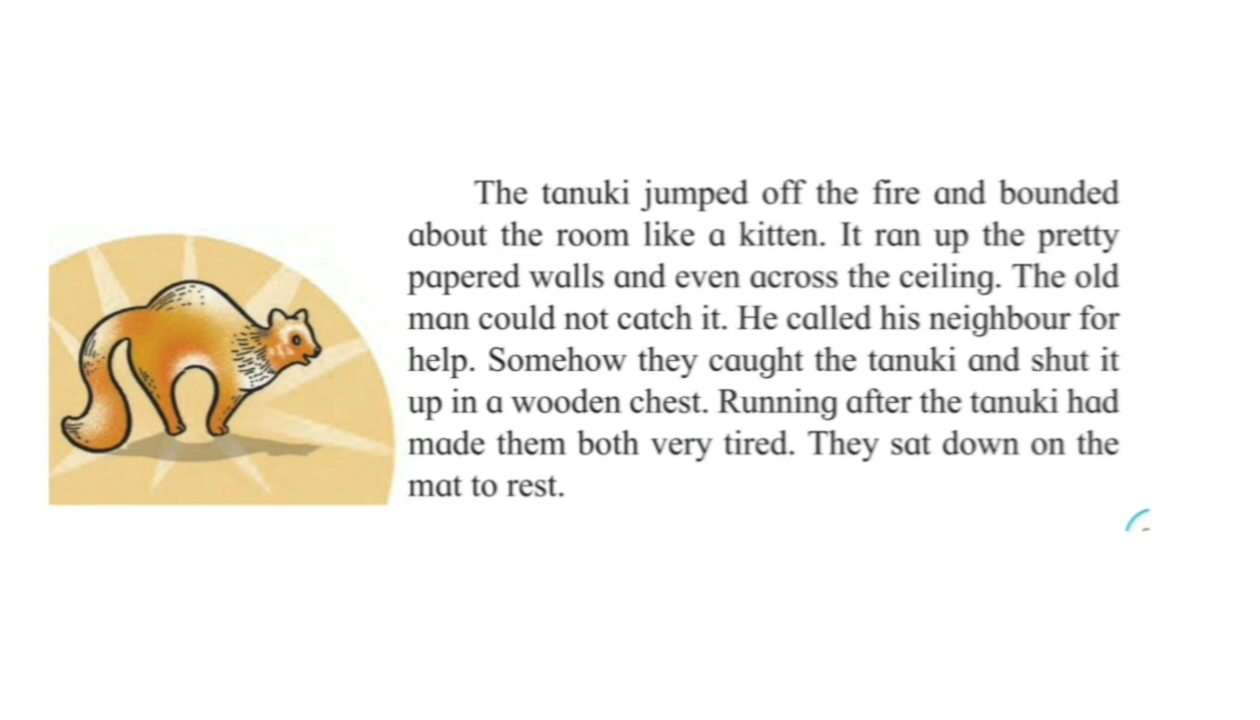 The tanuki jumped off the fire and bounded
about the room like a kitten. It ran up the pretty
papered walls and even across the ceiling. The old
man could not catch it. He called his neighbour for
help. Somehow they caught the tanuki and shut it
up in a wooden chest. Running after the tanuki had
made them both very tired. They sat down on the
mat to rest.